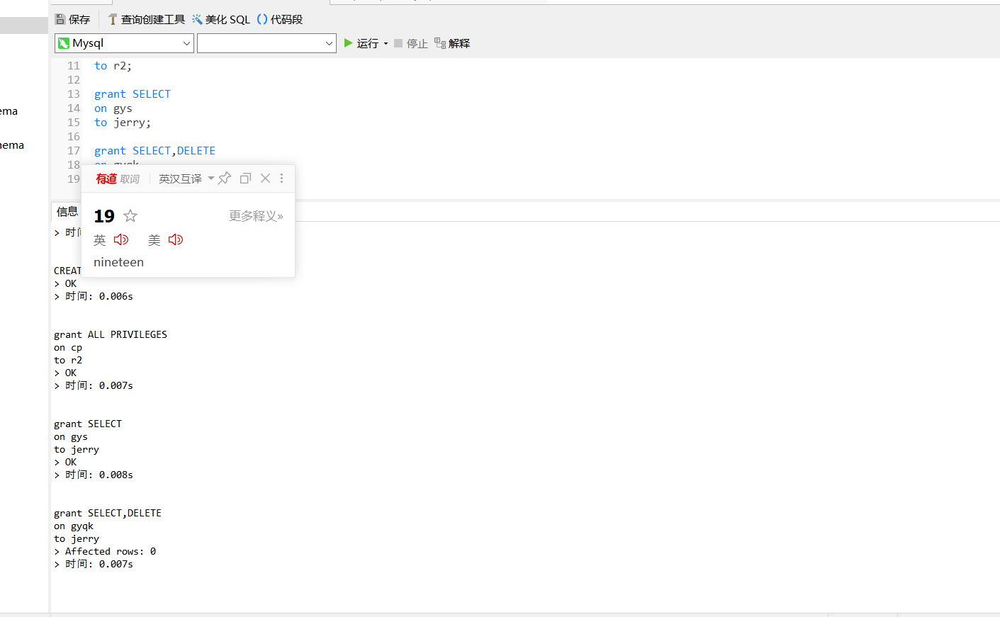 保存 查询创建工具 美化 SQL () 代码段
Mysql 运行 停止 解释
11 to r2;
12
ema
13 grant SELECT
14 on gys
15 to jerry;
16
nema
17 grant SELECT,DELETE
18 on gyqk
19
有道 取词 英汉互译
信息
19 更多释义»
英 美
nineteen
> 时间
CREAT
> OK
> 时间: 0.006s
grant ALL PRIVILEGES
on cp
to r2
> OK
> 时间: 0.007s
grant SELECT
on gys
to jerry
> OK
> 时间: 0.008s
grant SELECT,DELETE
on gyqk
to jerry
> Affected rows: 0
> 时间: 0.007s